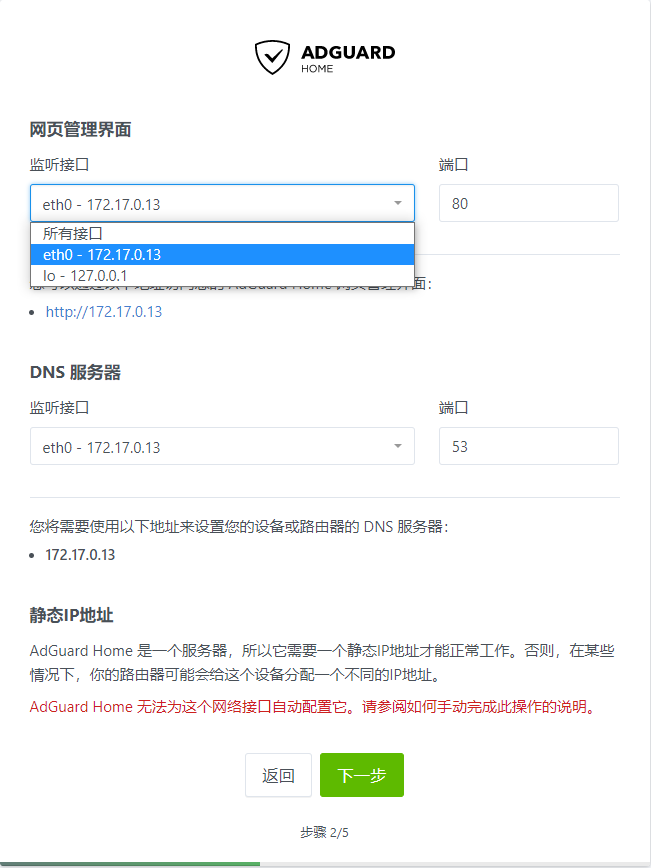 ADGUARD
HOME
网页管理界面
监听接口
端口
eth0 - 172.17.0.13
80
所有接口
eth0 - 172.17.0.13
lo - 127.0.0.1
AdGuard Home 网页管理界面：
http://172.17.0.13
DNS 服务器
监听接口
端口
eth0 - 172.17.0.13
53
您将需要使用以下地址来设置您的设备或路由器的 DNS 服务器：
172.17.0.13
静态IP地址
AdGuard Home 是一个服务器，所以它需要一个静态IP地址才能正常工作。否则，在某些
情况下，你的路由器可能会给这个设备分配一个不同的IP地址。
AdGuard Home 无法为这个网络接口自动配置它。请参阅如何手动完成此操作的说明。
返回
下一步
步骤 2/5